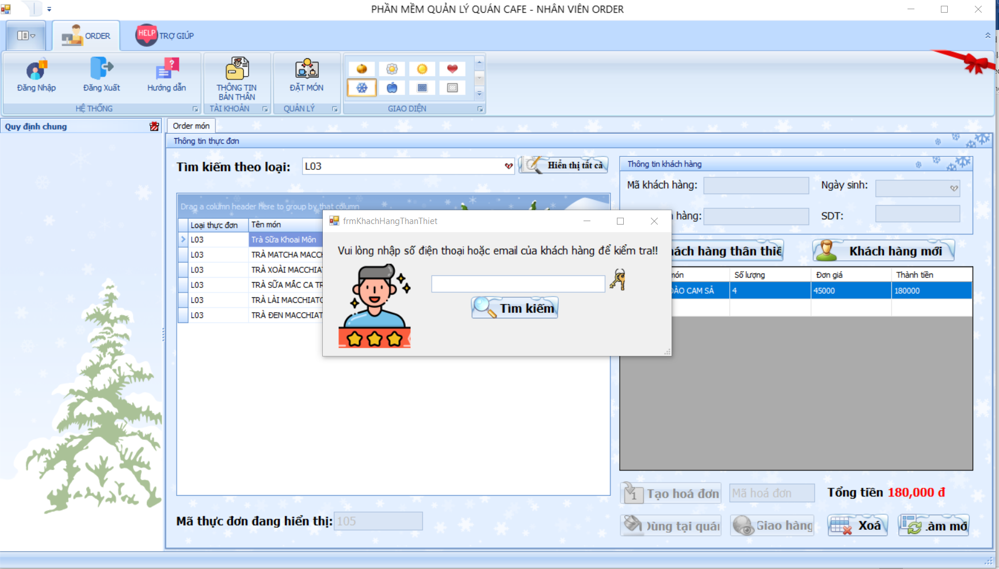 PHẦN MỀM QUẢN LÝ QUÁN CAFE - NHÂN VIÊN ORDER
ORDER
HELP
TRỢ GIÚP
Đăng Nhập
Đăng Xuất
Hướng dẫn
THÔNG TIN
BẢN THÂN
ĐẶT MÓN
HỆ THỐNG
TÀI KHOẢN
QUẢN LÝ
GIAO DIỆN
Quy định chung
Order món
Thông tin thực đơn
Tìm kiếm theo loại:
L03
Hiển thị tất cả
Thông tin khách hàng
Mã khách hàng:
Ngày sinh:
hàng:
SDT:
Drag a column header here to group by that column
Loại thực đơn
Tên món
L03
Trà Sữa Khoai Môn
L03
TRÀ MATCHA MACCH
L03
TRÀ XOÀI MACCHIA
L03
TRÀ SỮA MẮC CA TR
L03
TRÀ LÀI MACCHIATO
L03
TRÀ ĐEN MACCHIAT
frmKhachHangThanThiet
Vui lòng nhập số điện thoại hoặc email của khách hàng để kiểm tra!!
Tìm kiếm
ách hàng thân thiế
Khách hàng mới
món
Số lượng
Đơn giá
Thành tiền
ĐÀO CAM SẢ
4
45000
180000
1
Tạo hoá đơn
Mã hoá đơn
Tổng tiền 180,000 đ
Mã thực đơn đang hiển thị:
105
Dùng tại quán
Giao hàng
Xoá
Làm mớ